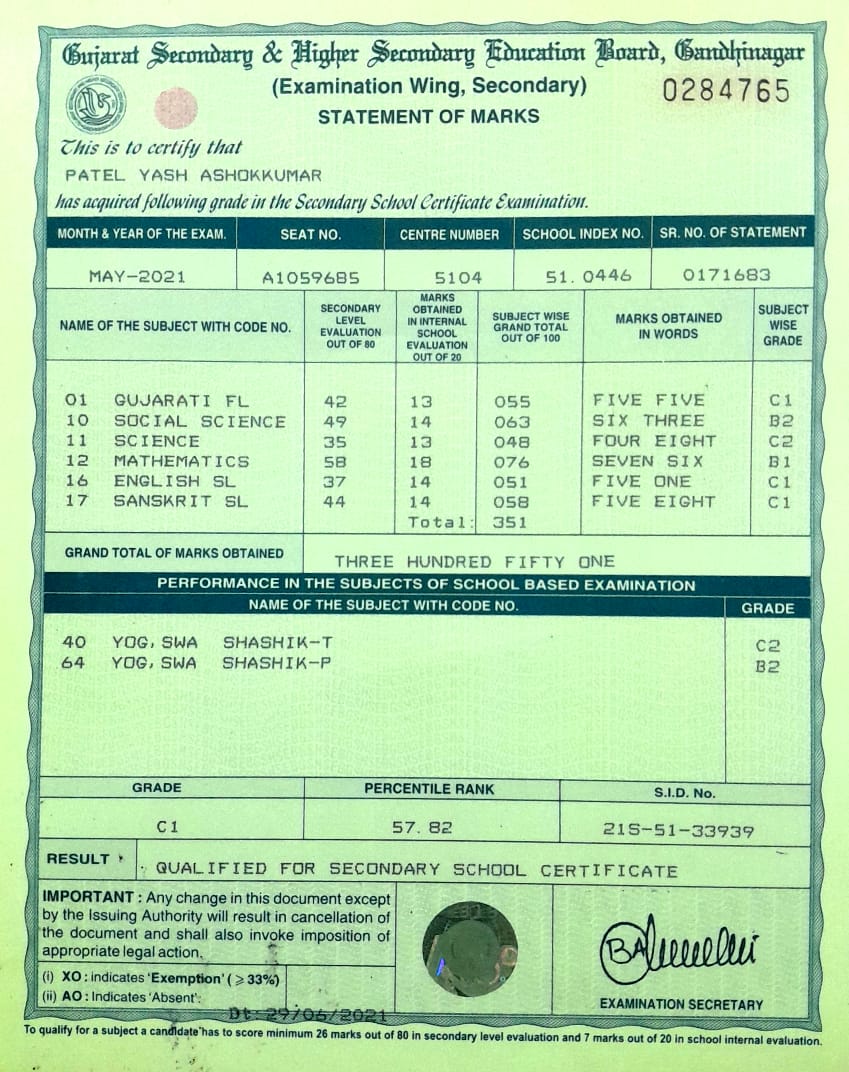 Gujarat Secondary & Higher Secondary Education Board, Gandhinagar
(Examination Wing, Secondary)
0284765
STATEMENT OF MARKS
This is to certify that
PATEL YASH ASHOKKUMAR
has acquired following grade in the Secondary School Certificate Examination.
MONTH & YEAR OF THE EXAM. SEAT NO. CENTRE NUMBER SCHOOL INDEX NO. SR. NO. OF STATEMENT
MAY-2021 A1059685 5104 51.0446 0171683
NAME OF THE SUBJECT WITH CODE NO. SECONDARY LEVEL EVALUATION OUT OF 80 MARKS OBTAINED IN INTERNAL SCHOOL EVALUATION OUT OF 20 SUBJECT WISE GRAND TOTAL OUT OF 100 MARKS OBTAINED IN WORDS SUBJECT WISE GRADE
01 GUJARATI FL 42 13 055 FIVE FIVE C1
10 SOCIAL SCIENCE 49 14 063 SIX THREE B2
11 SCIENCE 35 13 048 FOUR EIGHT C2
12 MATHEMATICS 58 18 076 SEVEN SIX B1
16 ENGLISH SL 37 14 051 FIVE ONE C1
17 SANSKRIT SL 44 14 058 FIVE EIGHT C1
Total: 351
GRAND TOTAL OF MARKS OBTAINED THREE HUNDRED FIFTY ONE
PERFORMANCE IN THE SUBJECTS OF SCHOOL BASED EXAMINATION
NAME OF THE SUBJECT WITH CODE NO. GRADE
40 YOG, SWA SHASHIK-T C2
64 YOG, SWA SHASHIK-P B2
GRADE PERCENTILE RANK S.I.D. No.
C1 57.82 21S-51-33939
RESULT QUALIFIED FOR SECONDARY SCHOOL CERTIFICATE
IMPORTANT : Any change in this document except
by the Issuing Authority will result in cancellation of
the document and shall also invoke imposition of
appropriate legal action.
(i) XO : indicates 'Exemption' (⩾ 33%)
(ii) AO : Indicates 'Absent'.
Dt: 29/06/2021
EXAMINATION SECRETARY
To qualify for a subject a candidate has to score minimum 26 marks out of 80 in secondary level evaluation and 7 marks out of 20 in school internal evaluation.